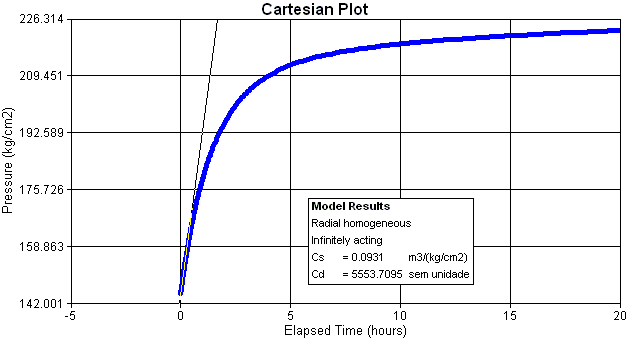 Cartesian Plot
226.314
209.451
192.589
175.726
158.863
142.001
Pressure (kg/cm2)
Model Results
Radial homogeneous
Infinitely acting
Cs = 0.0931 m3/(kg/cm2)
Cd = 5553.7095 sem unidade
-5 0 5 10 15 20
Elapsed Time (hours)